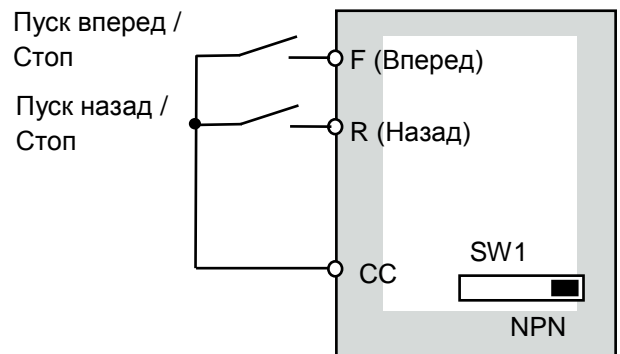 Пуск вперед /
Стоп
F (Вперед)
Пуск назад /
Стоп
R (Назад)
CC
SW1
NPN